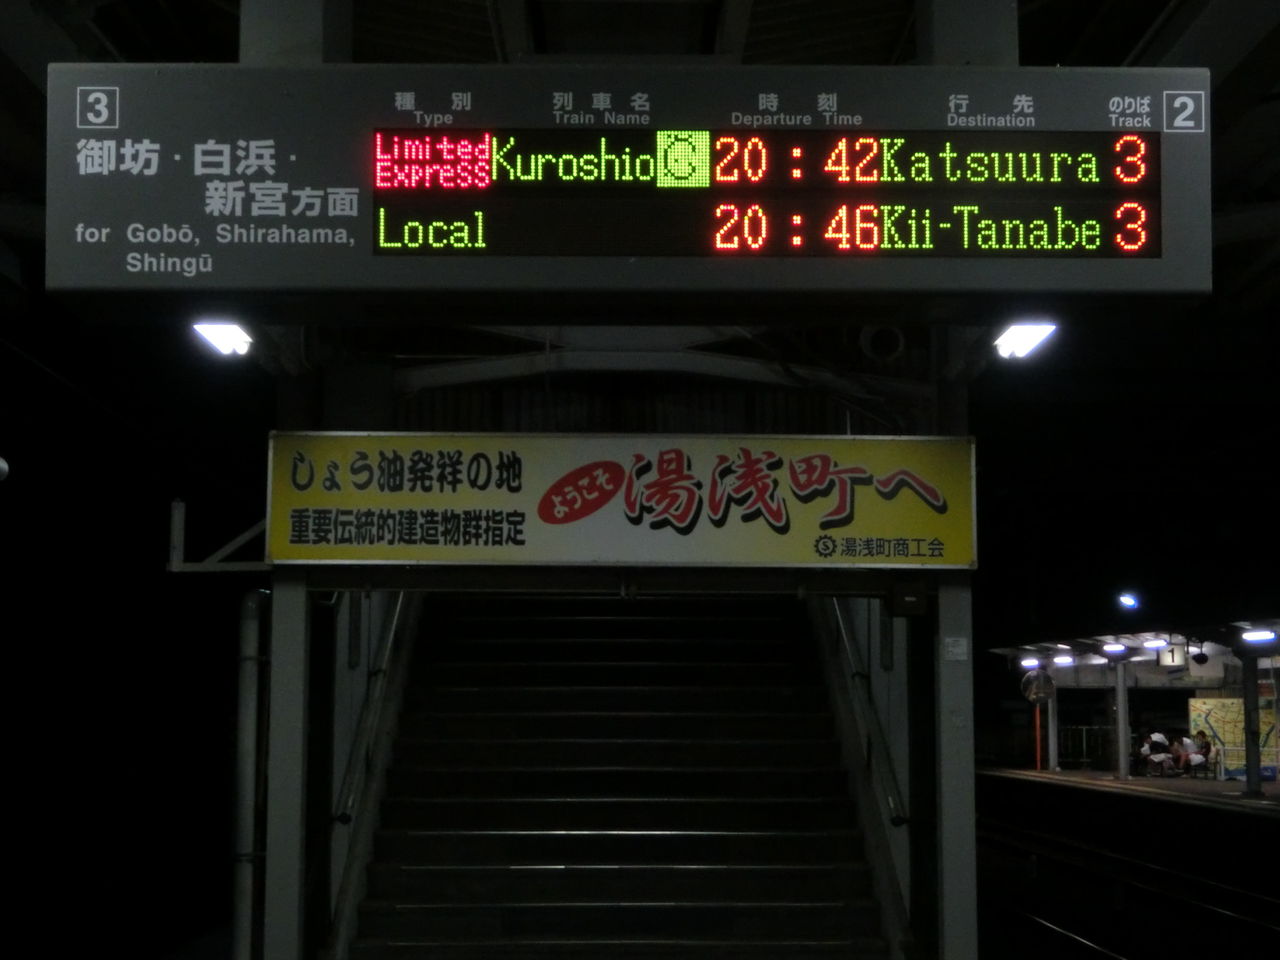 3
御坊・白浜・
新宮方面
for Gobō, Shirahama,
Shingū
種別 列車名 時刻 行先 のりば 2
Type Train Name Departure Time Destination Track
Limited Express Kuroshio 20:42 Katsuura 3
Local 20:46 Kii-Tanabe 3
しょうゆ発祥の地
重要伝統的建造物群指定
ようこそ 湯浅町へ
湯浅町商工会
1